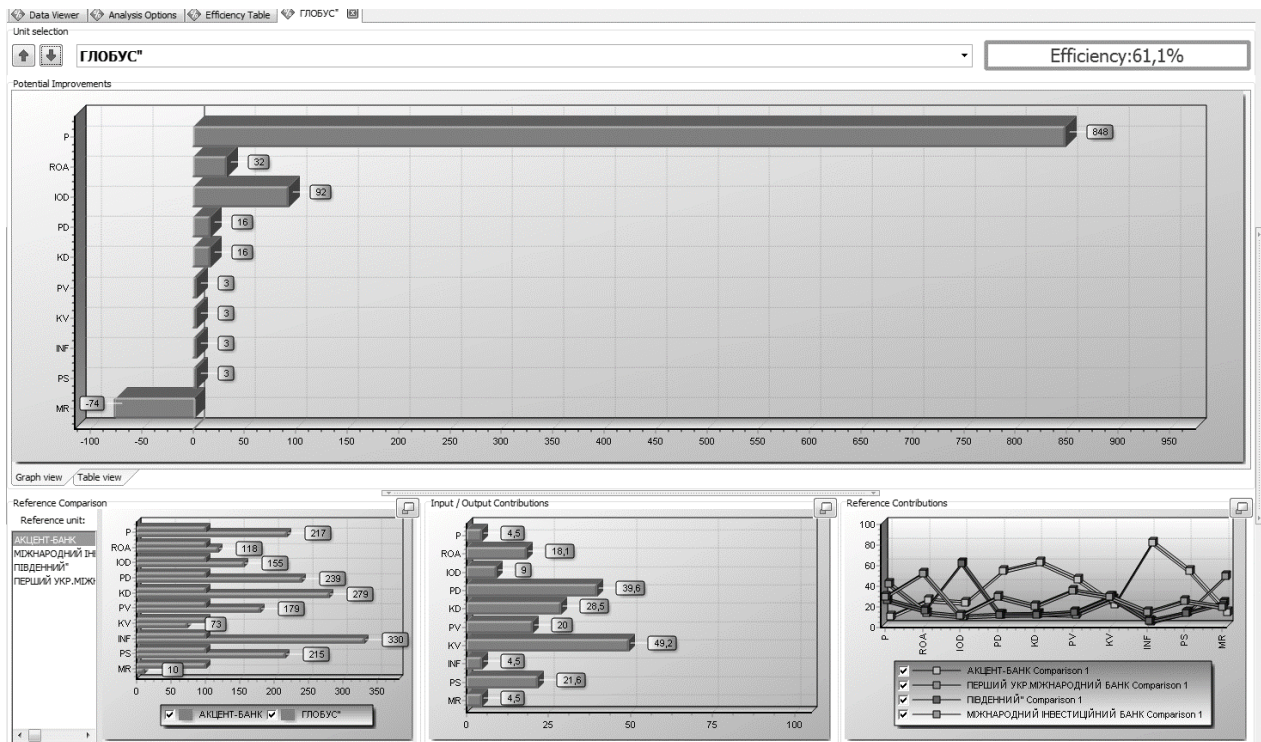 Data Viewer Analysis Options Efficiency Table ГЛОБУС"
Unit selection
ГЛОБУС"
Efficiency:61,1%
Potential Improvements
P 848
ROA 32
IOD 92
PD 16
KD 16
PV 3
KV 3
INF 3
PS 3
MR -74
-100 -50 0 50 100 150 200 250 300 350 400 450 500 550 600 650 700 750 800 850 900 950
Graph view Table view
Reference Comparison
Reference unit:
АКЦЕНТ-БАНК
МІЖНАРОДНИЙ ІН
ПІВДЕННИЙ"
ПЕРШИЙ УКР.МІЖН
P 217
ROA 118
IOD 155
PD 239
KD 279
PV 179
KV 73
INF 330
PS 215
MR 10
0 50 100 150 200 250 300 350
АКЦЕНТ-БАНК ГЛОБУС"
Input / Output Contributions
P 4,5
ROA 18,1
IOD 9
PD 39,6
KD 28,5
PV 20
KV 49,2
INF 4,5
PS 21,6
MR 4,5
0 25 50 75 100
Reference Contributions
100
80
60
40
20
0
P ROA IOD PD KD PV KV INF PS MR
АКЦЕНТ-БАНК Comparison 1
ПЕРШИЙ УКР.МІЖНАРОДНИЙ БАНК Comparison 1
ПІВДЕННИЙ" Comparison 1
МІЖНАРОДНИЙ ІНВЕСТИЦІЙНИЙ БАНК Comparison 1